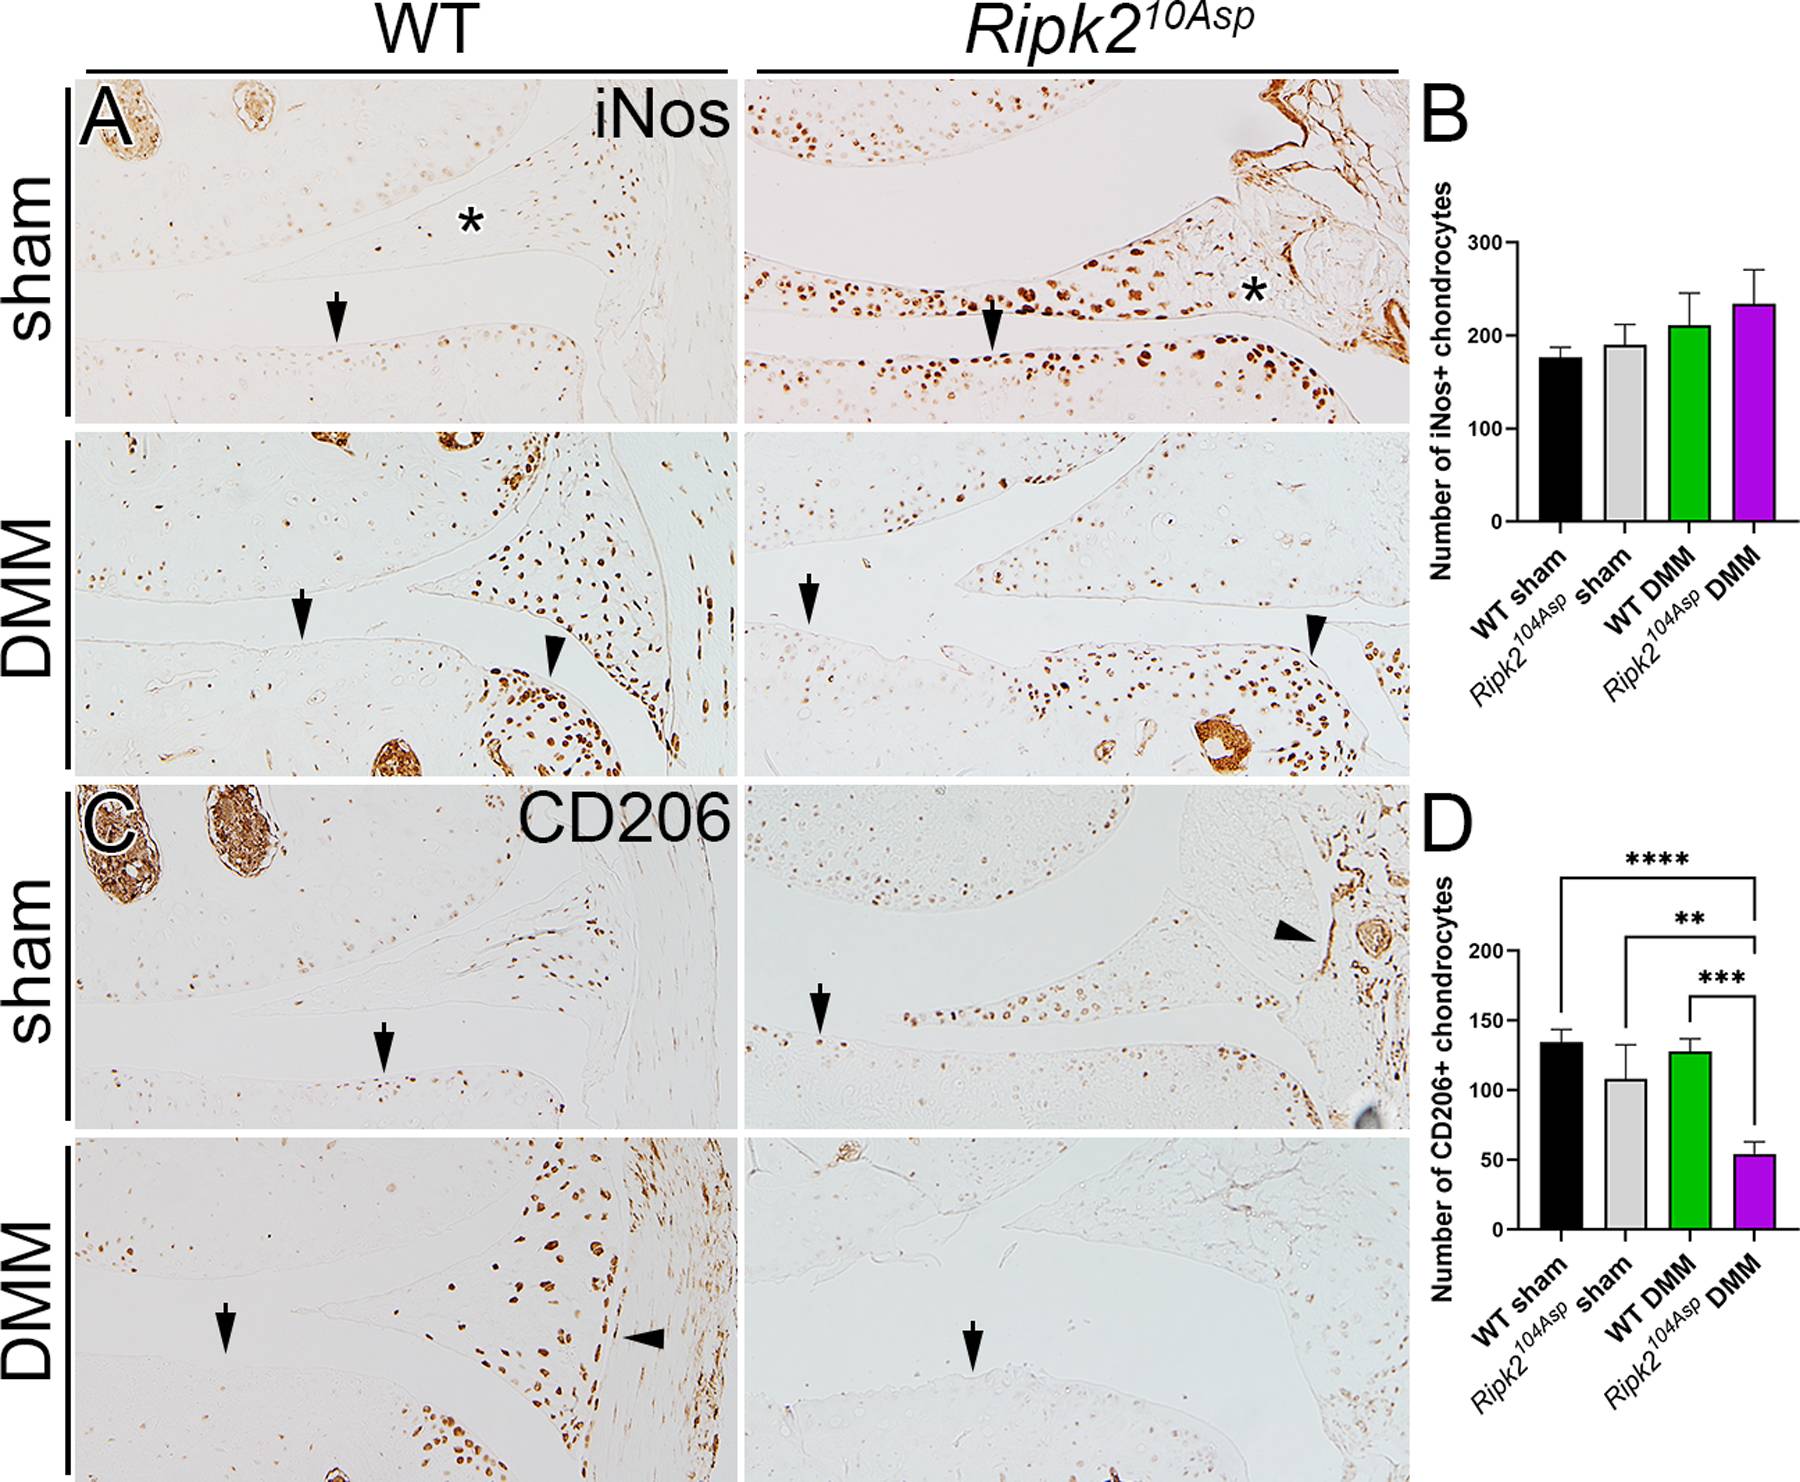 WT
Ripk2^10Asp
A
iNos
B
sham
DMM
Number of iNos+ chondrocytes
300
200
100
0
WT sham
Ripk2^104Asp sham
WT DMM
Ripk2^104Asp DMM
*
*
C
CD206
D
sham
DMM
Number of CD206+ chondrocytes
****
**
***
200
150
100
50
0
WT sham
Ripk2^104Asp sham
WT DMM
Ripk2^104Asp DMM